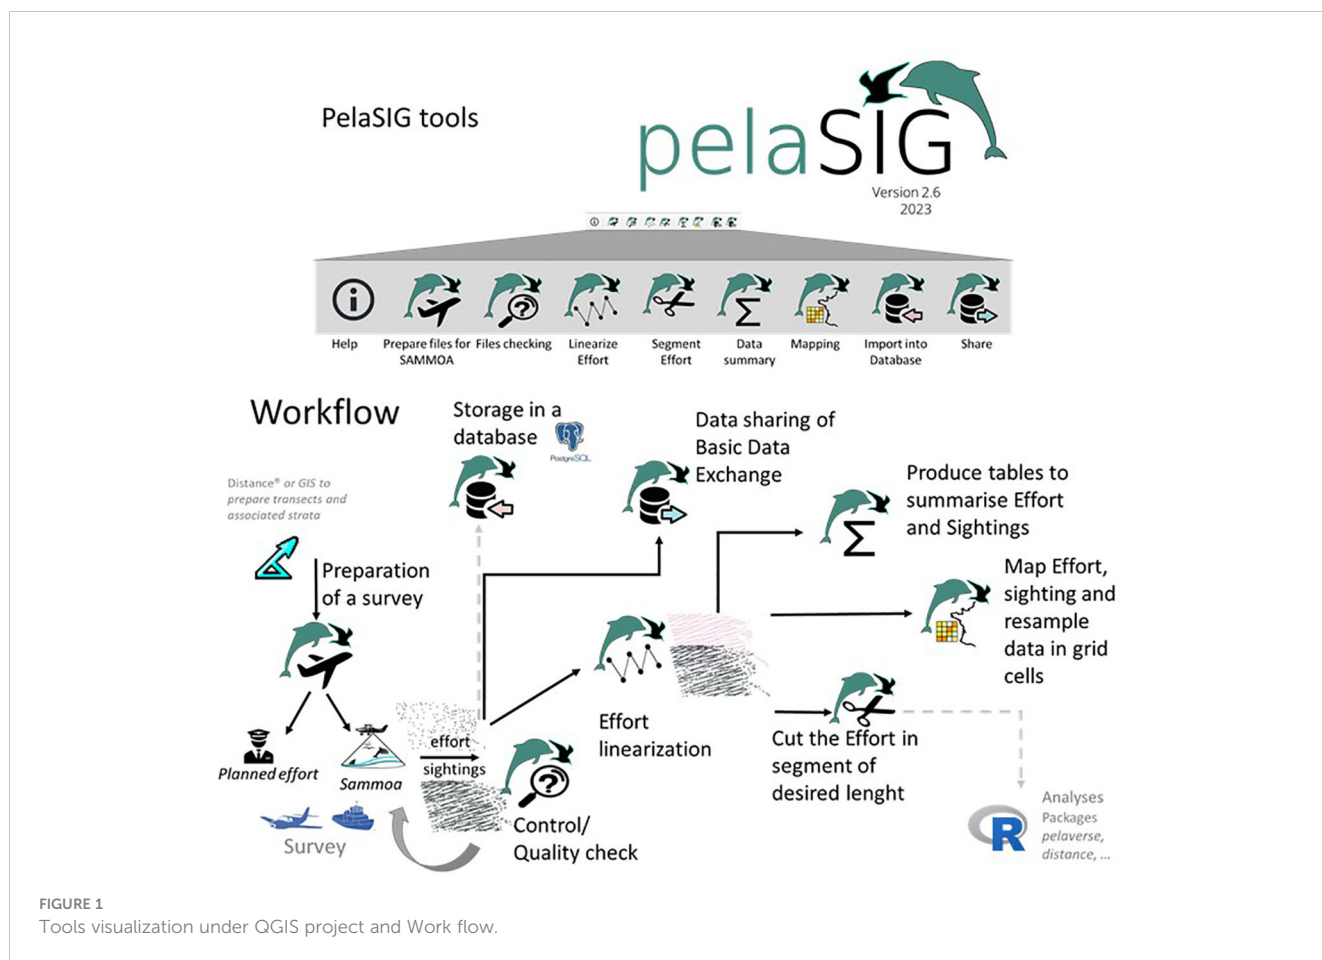 PelaSIG tools
pelaSIG
Version 2.6
2023
Help
Prepare files for
SAMMOA
Files checking
Linearize
Effort
Segment
Effort
Data
summary
Mapping
Import into
Database
Share
Workflow
Storage in a
database
PostgreSQL
Data sharing of
Basic Data
Exchange
Produce tables to
summarise Effort
and Sightings
Distance® or GIS to
prepare transects and
associated strata
Preparation
of a survey
Map Effort,
sighting and
resample
data in grid
cells
Effort
linearization
effort
sightings
Planned effort
Sammoa
Survey
Control/
Quality check
Cut the Effort in
segment of
desired lenght
R
Analyses
Packages
pelaverse,
distance, ...
FIGURE 1
Tools visualization under QGIS project and Work flow.